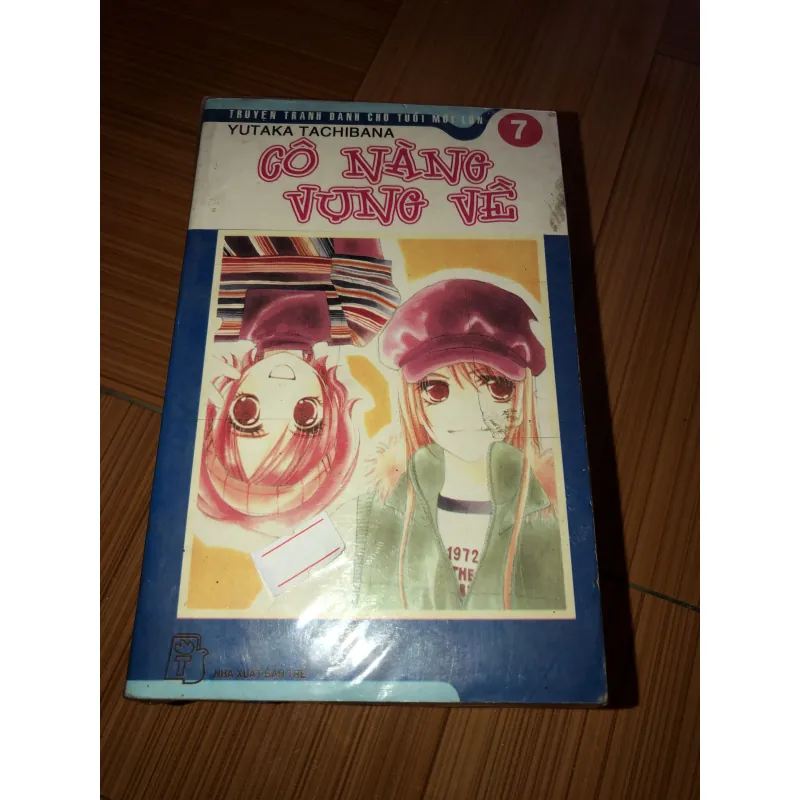 TRUYỆN TRANH DÀNH CHO TUỔI MỚI LỚN
7
YUTAKA TACHIBANA
CÔ NÀNG
VỤNG VỀ
1972
THE
NHÀ XUẤT BẢN TRẺ